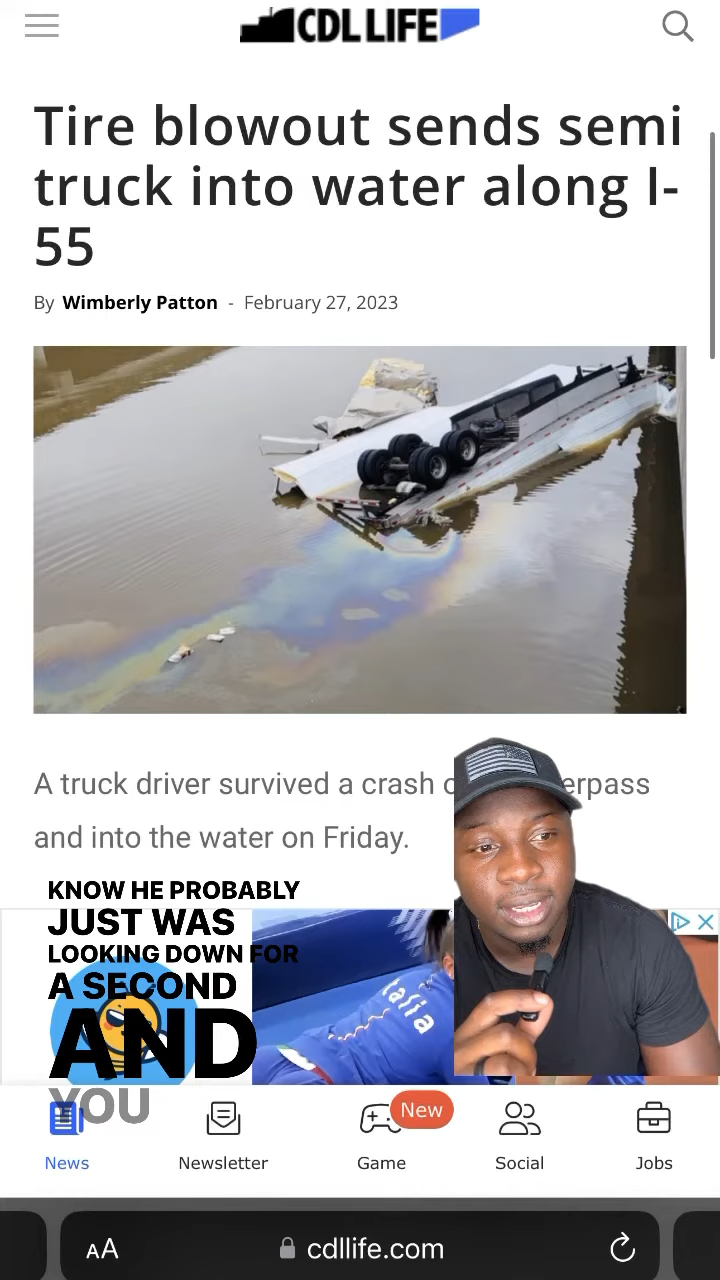 CDL LIFE
Tire blowout sends semi
truck into water along I-
55
By Wimberly Patton - February 27, 2023
A truck driver survived a crash erpass
and into the water on Friday.
KNOW HE PROBABLY
JUST WAS
LOOKING DOWN FOR
A SECOND
AND
YOU
Italia
New
News
Newsletter
Game
Social
Jobs
AA
cdllife.com